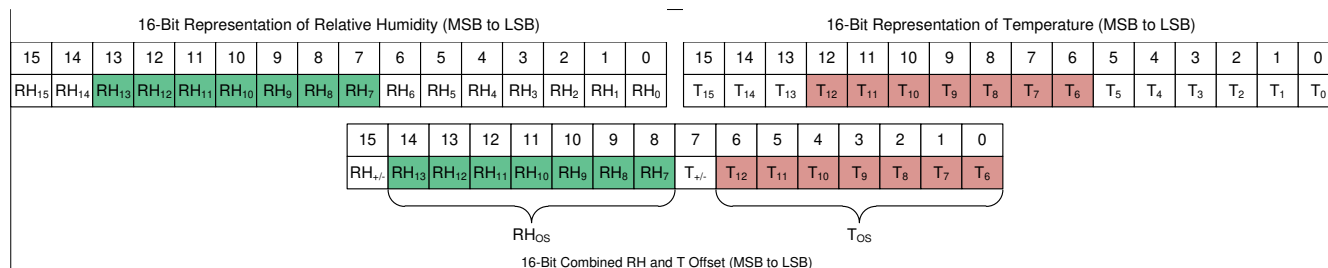 16-Bit Representation of Relative Humidity (MSB to LSB)
15 14 13 12 11 10 9 8 7 6 5 4 3 2 1 0
RH15 RH14 RH13 RH12 RH11 RH10 RH9 RH8 RH7 RH6 RH5 RH4 RH3 RH2 RH1 RH0
16-Bit Representation of Temperature (MSB to LSB)
15 14 13 12 11 10 9 8 7 6 5 4 3 2 1 0
T15 T14 T13 T12 T11 T10 T9 T8 T7 T6 T5 T4 T3 T2 T1 T0
15 14 13 12 11 10 9 8 7 6 5 4 3 2 1 0
RH+/- RH13 RH12 RH11 RH10 RH9 RH8 RH7 T+/- T12 T11 T10 T9 T8 T7 T6
RHOS TOS
16-Bit Combined RH and T Offset (MSB to LSB)